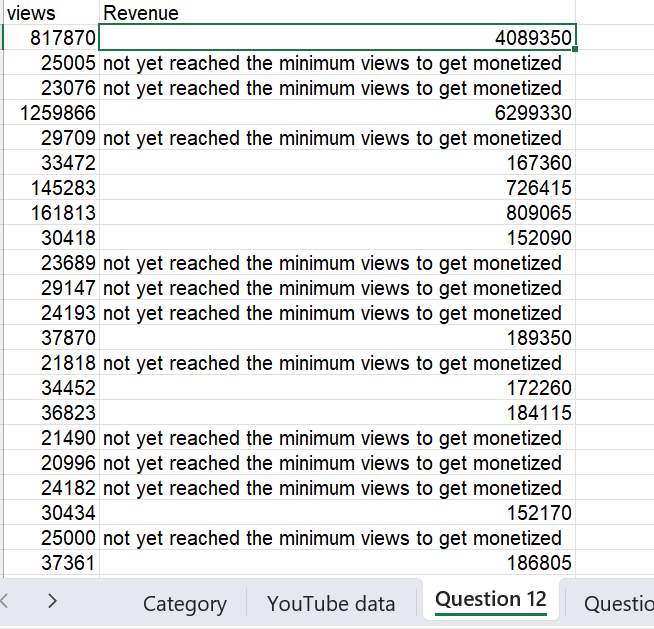 views Revenue
817870 4089350
25005 not yet reached the minimum views to get monetized
23076 not yet reached the minimum views to get monetized
1259866 6299330
29709 not yet reached the minimum views to get monetized
33472 167360
145283 726415
161813 809065
30418 152090
23689 not yet reached the minimum views to get monetized
29147 not yet reached the minimum views to get monetized
24193 not yet reached the minimum views to get monetized
37870 189350
21818 not yet reached the minimum views to get monetized
34452 172260
36823 184115
21490 not yet reached the minimum views to get monetized
20996 not yet reached the minimum views to get monetized
24182 not yet reached the minimum views to get monetized
30434 152170
25000 not yet reached the minimum views to get monetized
37361 186805
Category YouTube data Question 12 Questio